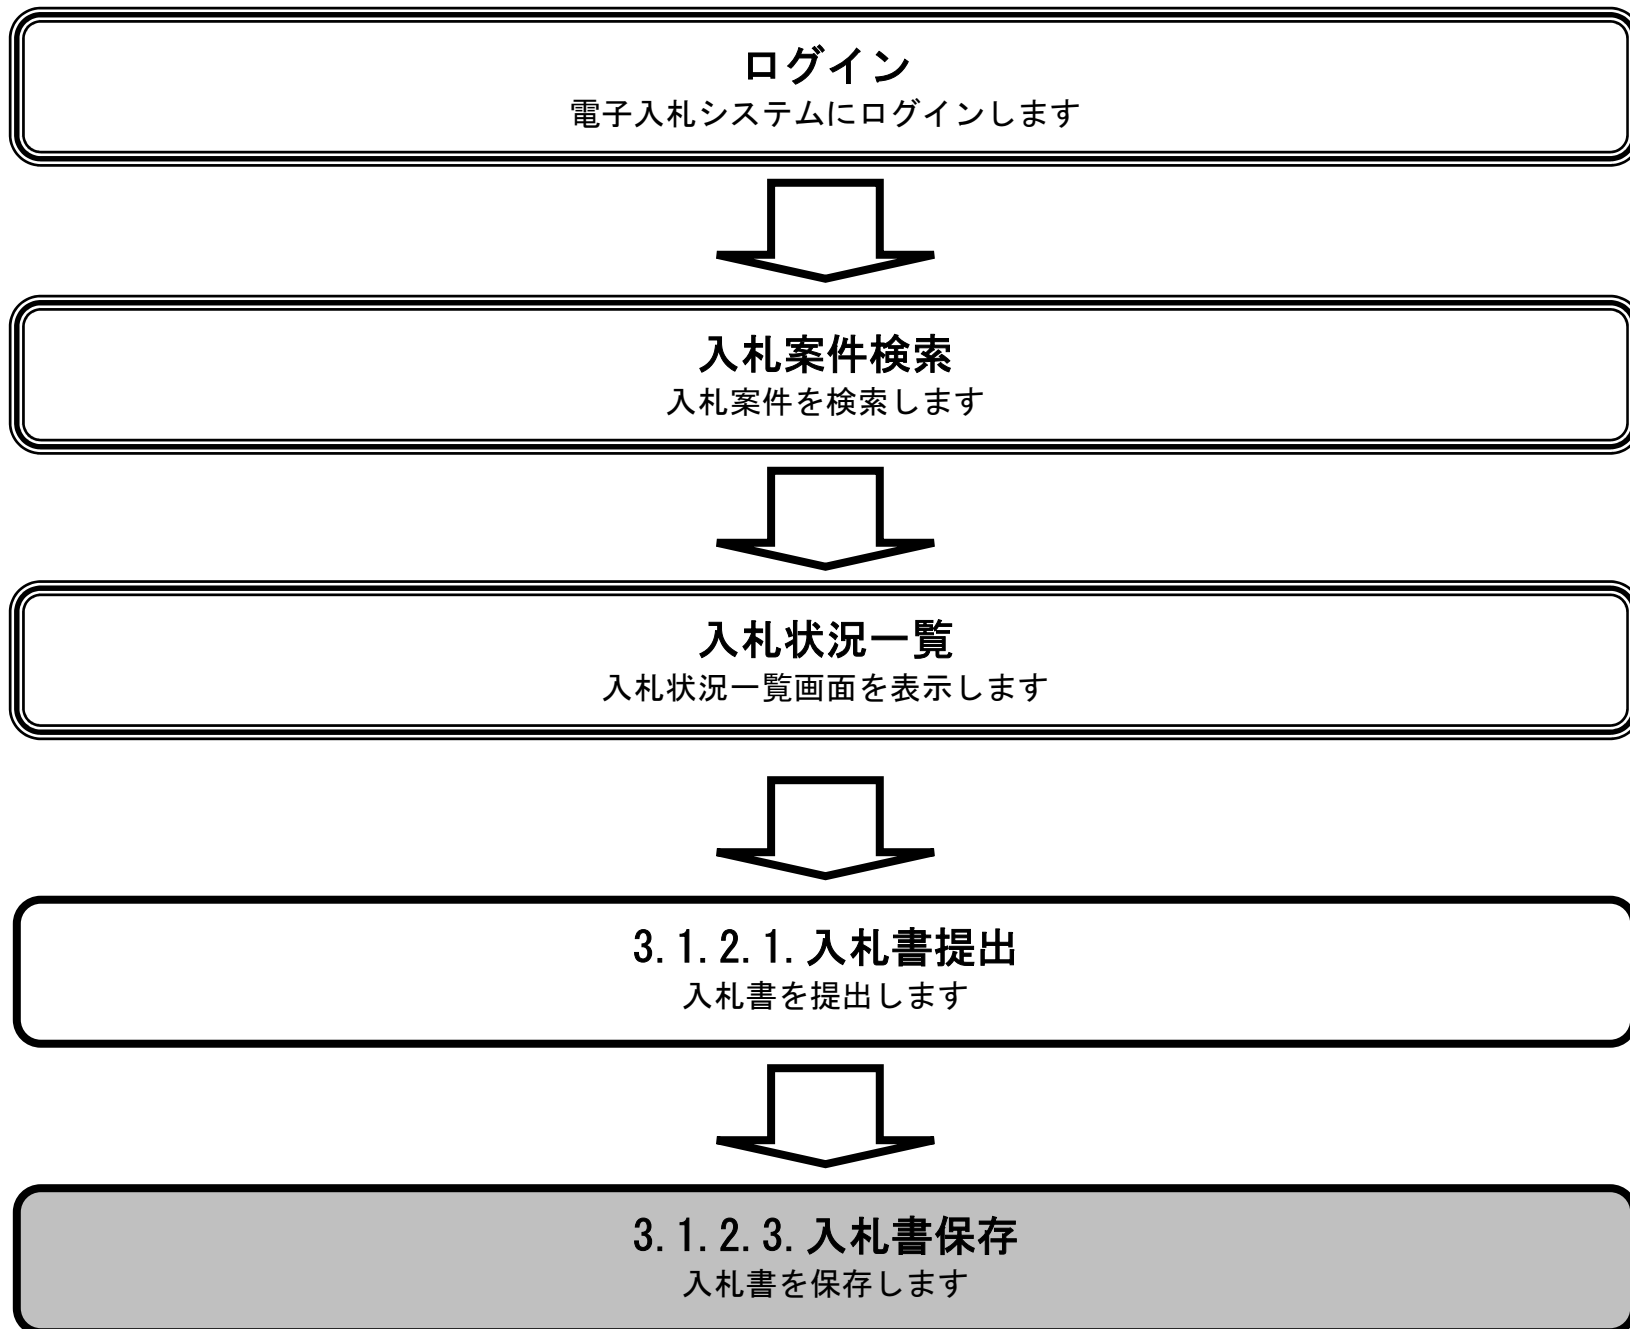 ログイン
電子入札システムにログインします
入札案件検索
入札案件を検索します
入札状況一覧
入札状況一覧画面を表示します
3.1.2.1.入札書提出
入札書を提出します
3.1.2.3.入札書保存
入札書を保存します